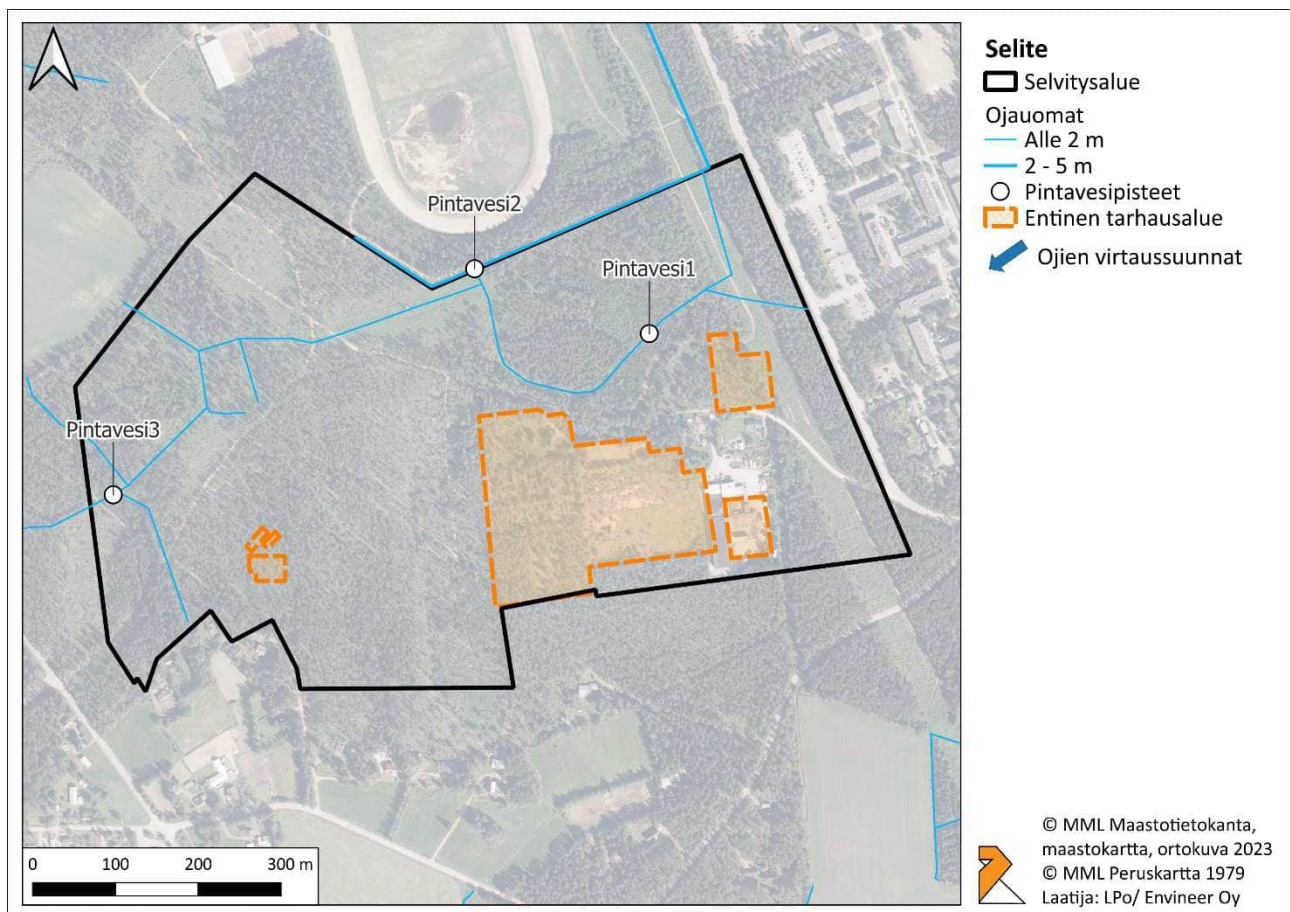 Pintavesi2
Pintavesi1
Pintavesi3
0 100 200 300 m
Selite
Selvitysalue
Ojauomat
Alle 2 m
2 - 5 m
Pintavesipisteet
Entinen tarhausalue
Ojien virtaussuunnat
© MML Maastotietokanta,
maastokartta, ortokuva 2023
© MML Peruskartta 1979
Laatija: LPo/ Envineer Oy